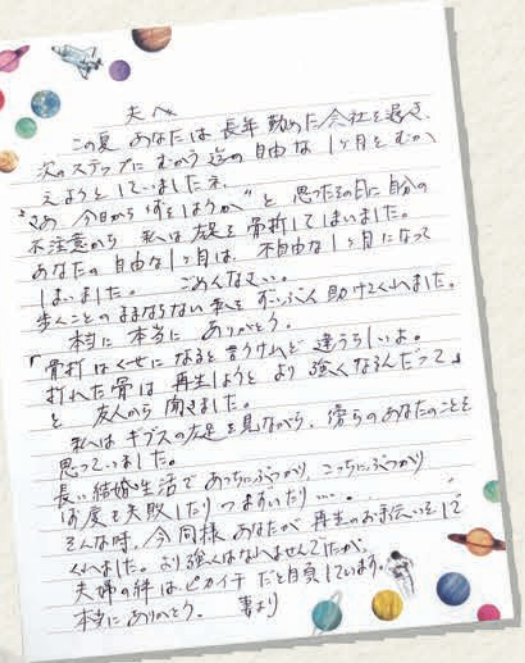 夫へ
この夏 あなたは 長年 勤めた会社を退き、
次のステップに むかう 迄の 自由な 1ヶ月を むか
えようと していましたネ.
"さあ 今日から 何をしようか" と 思ったその日に 自分の
不注意から 私は 左足を 骨折してしまいました。
あなたの 自由な1ヶ月は、 不自由な1ヶ月になって
しまいました。 ごめんなさい。
歩くことの ままならない 私を ずいぶん 助けてくれました。
本当に 本当に ありがとう.
「骨折は くせに なると 言うけれど 違うらしいよ。
折れた骨は 再生しようと より 強くなるんだって」
と 友人から 聞きました。
私は ギブスの左足を見ながら、傍らのあなたのことを
思っていました。
長い結婚生活で あっちにぶつかり、こっちにぶつかり
何度も失敗したり つまずいたり….
そんな時、今同様 あなたが 再生のお手伝いをして
くれました。より強くはなれませんでしたが、
夫婦の絆は、ピカイチ だと自負しています。
本当に ありがとう. 妻より